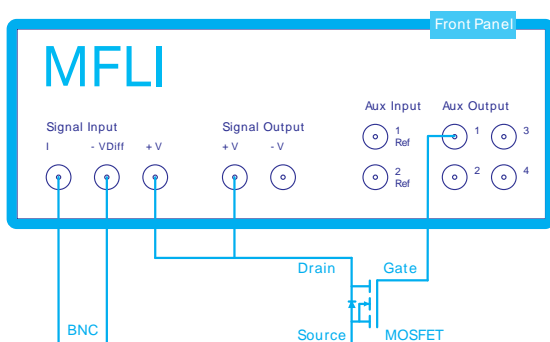 Front Panel
MFLI
Aux Input Aux Output
Signal Input Signal Output
1 Ref 1 3
I - VDiff + V + V - V
2 Ref 2 4
Drain Gate
BNC Source MOSFET